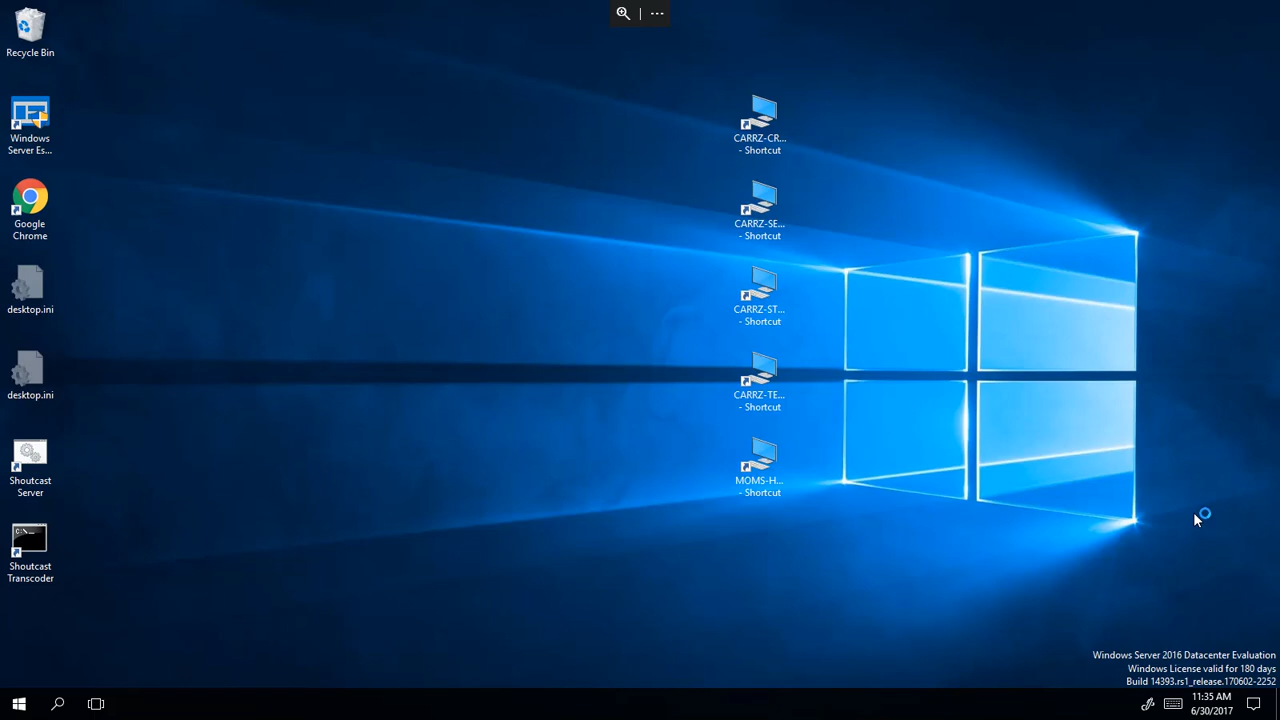 Recycle Bin
Windows
Server Es...
Google
Chrome
desktop.ini
desktop.ini
Shoutcast
Server
C:\_
Shoutcast
Transcoder
CARRZ-CR...
- Shortcut
CARRZ-SE...
- Shortcut
CARRZ-ST...
- Shortcut
CARRZ-TE...
- Shortcut
MOMS-H...
- Shortcut
Windows Server 2016 Datacenter Evaluation
Windows License valid for 180 days
Build 14393.rs1_release.170602-2252
11:35 AM
6/30/2017